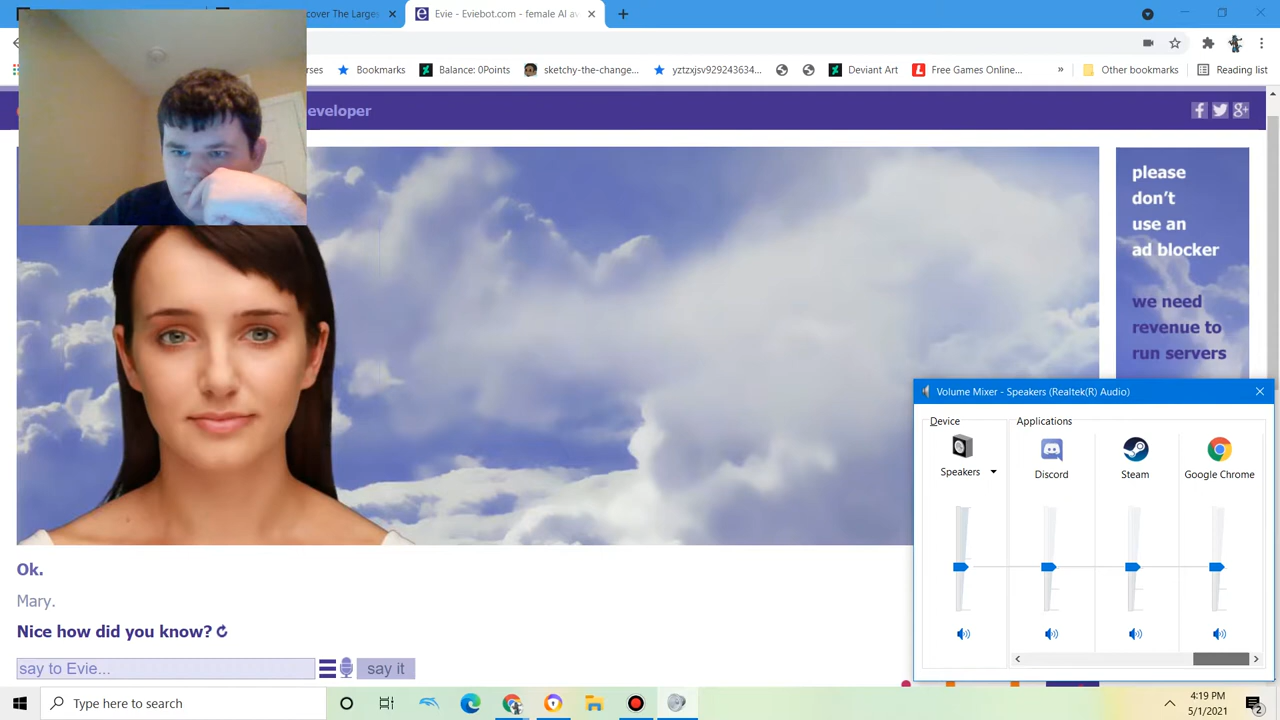 cover The Larges
Evie - Eviebot.com - female AI av
Bookmarks
Balance: 0Points
sketchy-the-change...
yztzxjsv929243634...
Deviant Art
Free Games Online...
»
Other bookmarks
Reading list
eveloper
please
don't
use an
ad blocker
we need
revenue to
run servers
Volume Mixer - Speakers (Realtek(R) Audio)
Device
Applications
Speakers
Discord
Steam
Google Chrome
Ok.
Mary.
Nice how did you know?
say to Evie...
say it
Type here to search
4:19 PM
5/1/2021
2